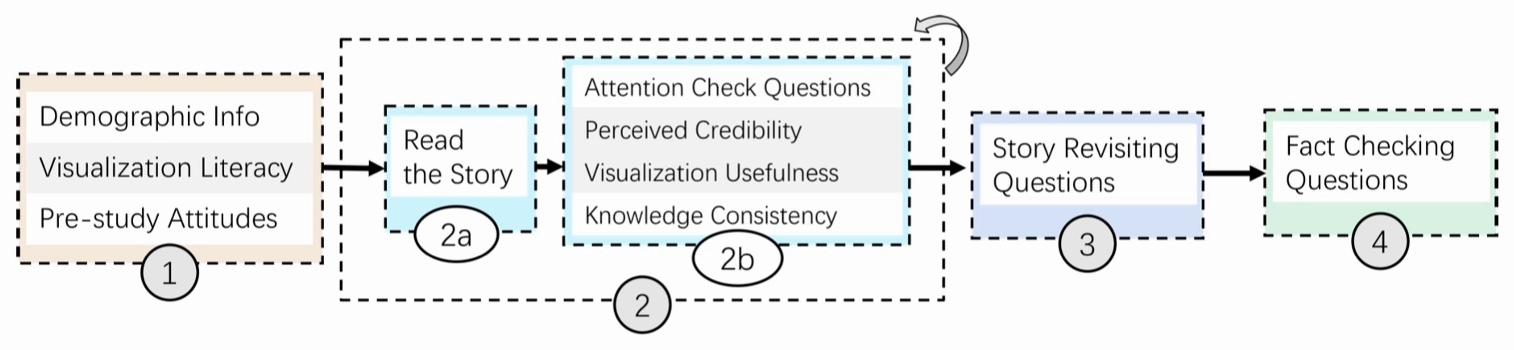 Demographic Info
Visualization Literacy
Pre-study Attitudes
1
Read
the Story
2a
Attention Check Questions
Perceived Credibility
Visualization Usefulness
Knowledge Consistency
2b
2
Story Revisiting
Questions
3
Fact Checking
Questions
4